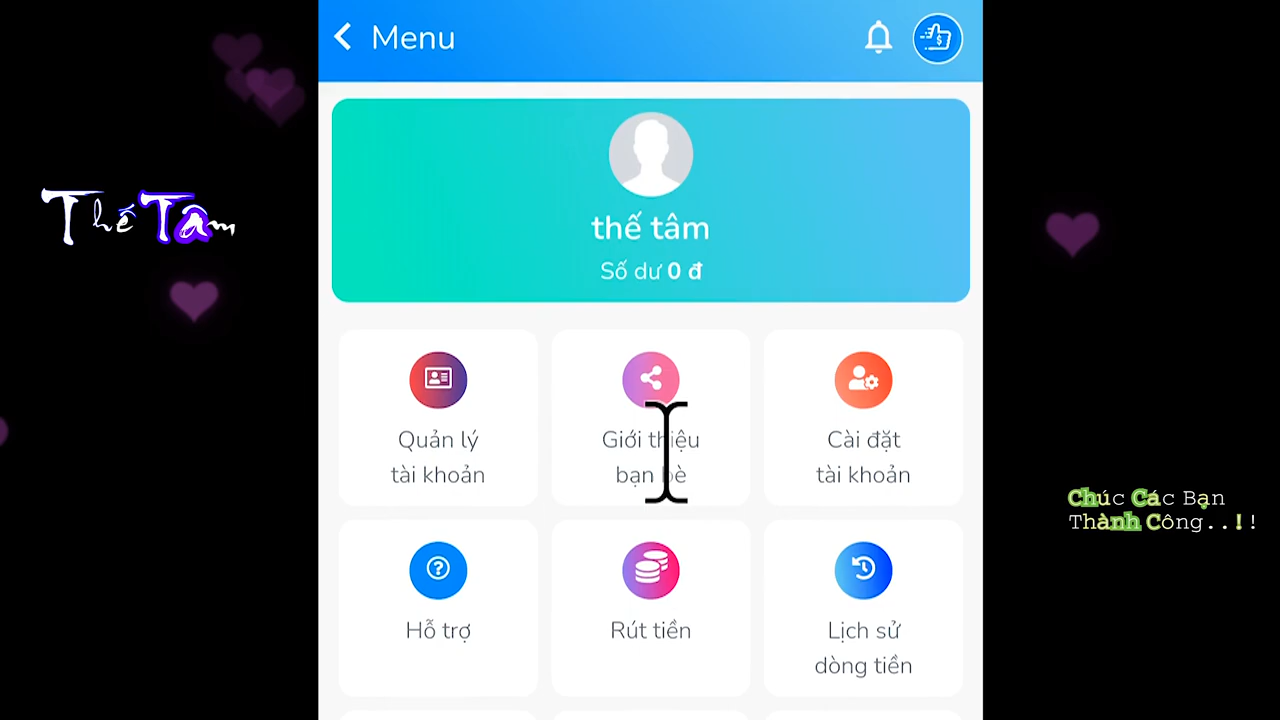 Menu
Thế Tâm
thế tâm
Số dư 0 đ
Quản lý
tài khoản
Giới thiệu
bạn bè
Cài đặt
tài khoản
Chúc Các Bạn
Thành Công..!!
Hỗ trợ
Rút tiền
Lịch sử
dòng tiền